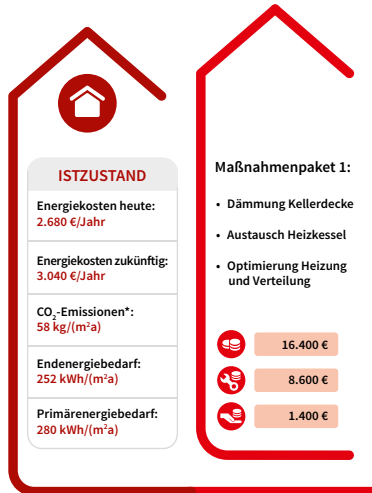 ISTZUSTAND
Energiekosten heute:
2.680 €/Jahr
Energiekosten zukünftig:
3.040 €/Jahr
CO₂-Emissionen*:
58 kg/(m²a)
Endenergiebedarf:
252 kWh/(m²a)
Primärenergiebedarf:
280 kWh/(m²a)
Maßnahmenpaket 1:
• Dämmung Kellerdecke
• Austausch Heizkessel
• Optimierung Heizung
und Verteilung
16.400 €
8.600 €
1.400 €